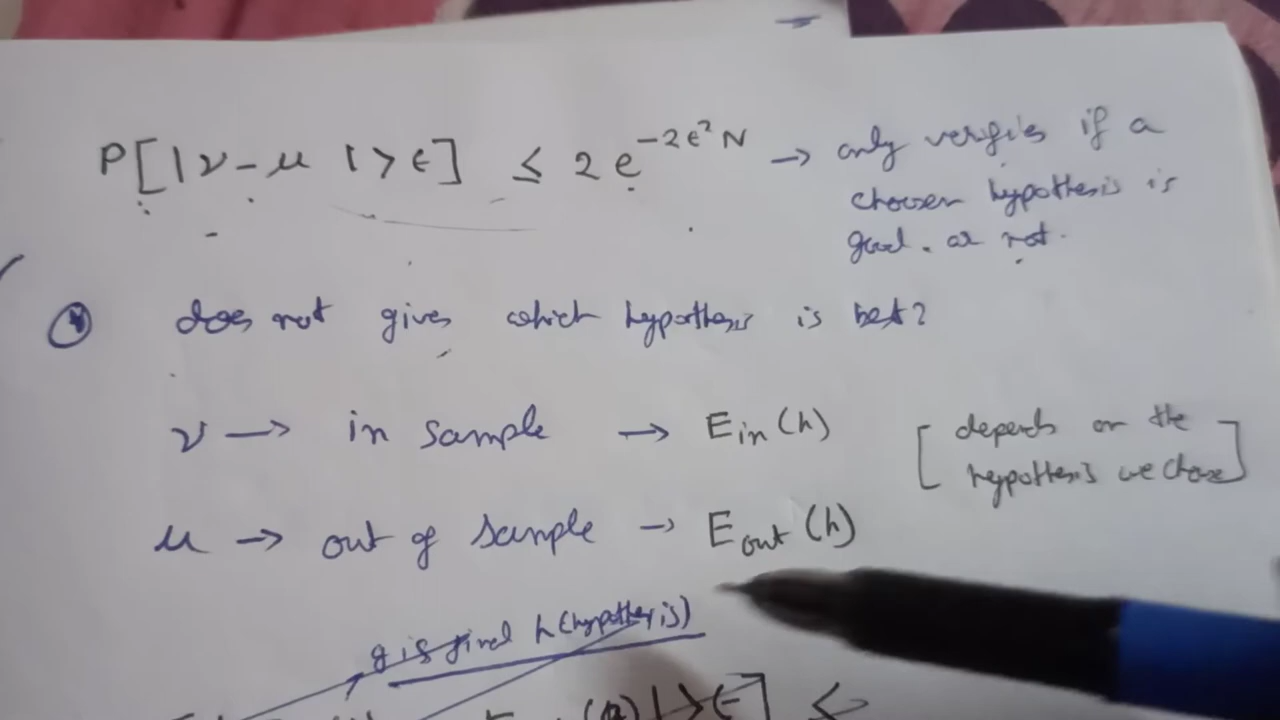 P[|ν-μ|>ϵ] ≤ 2e^{-2ϵ²N} → only verifies if a
choosen hypothesis is
good. or not.
does not gives which hypothesis is best?
ν → in sample → E_in(h) [depends on the
hypothesis we chose]
μ → out of sample → E_out(h)
g is final h(hypothesis)
|>ϵ] ≤